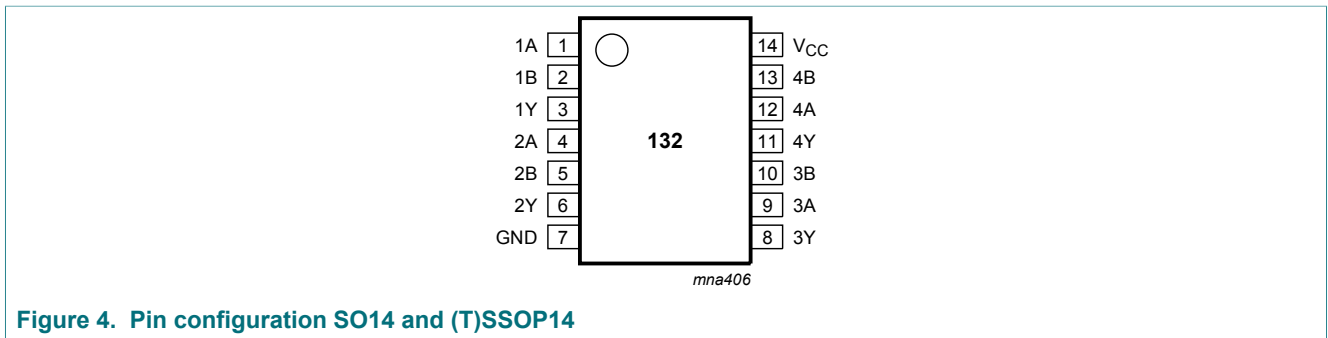 1A 1 14 VCC
1B 2 13 4B
1Y 3 12 4A
2A 4 132 11 4Y
2B 5 10 3B
2Y 6 9 3A
GND 7 8 3Y
mna406
Figure 4. Pin configuration SO14 and (T)SSOP14